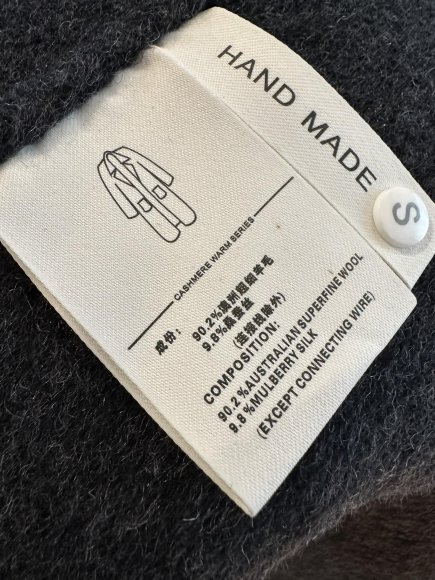 HAND MADE
S
CASHMERE WARM SERIES
成份: 90.2%澳洲超细羊毛
9.8%桑蚕丝
(连接线除外)
COMPOSITION:
90.2%AUSTRALIAN SUPERFINE WOOL
9.8%MULBERRY SILK
(EXCEPT CONNECTING WIRE)